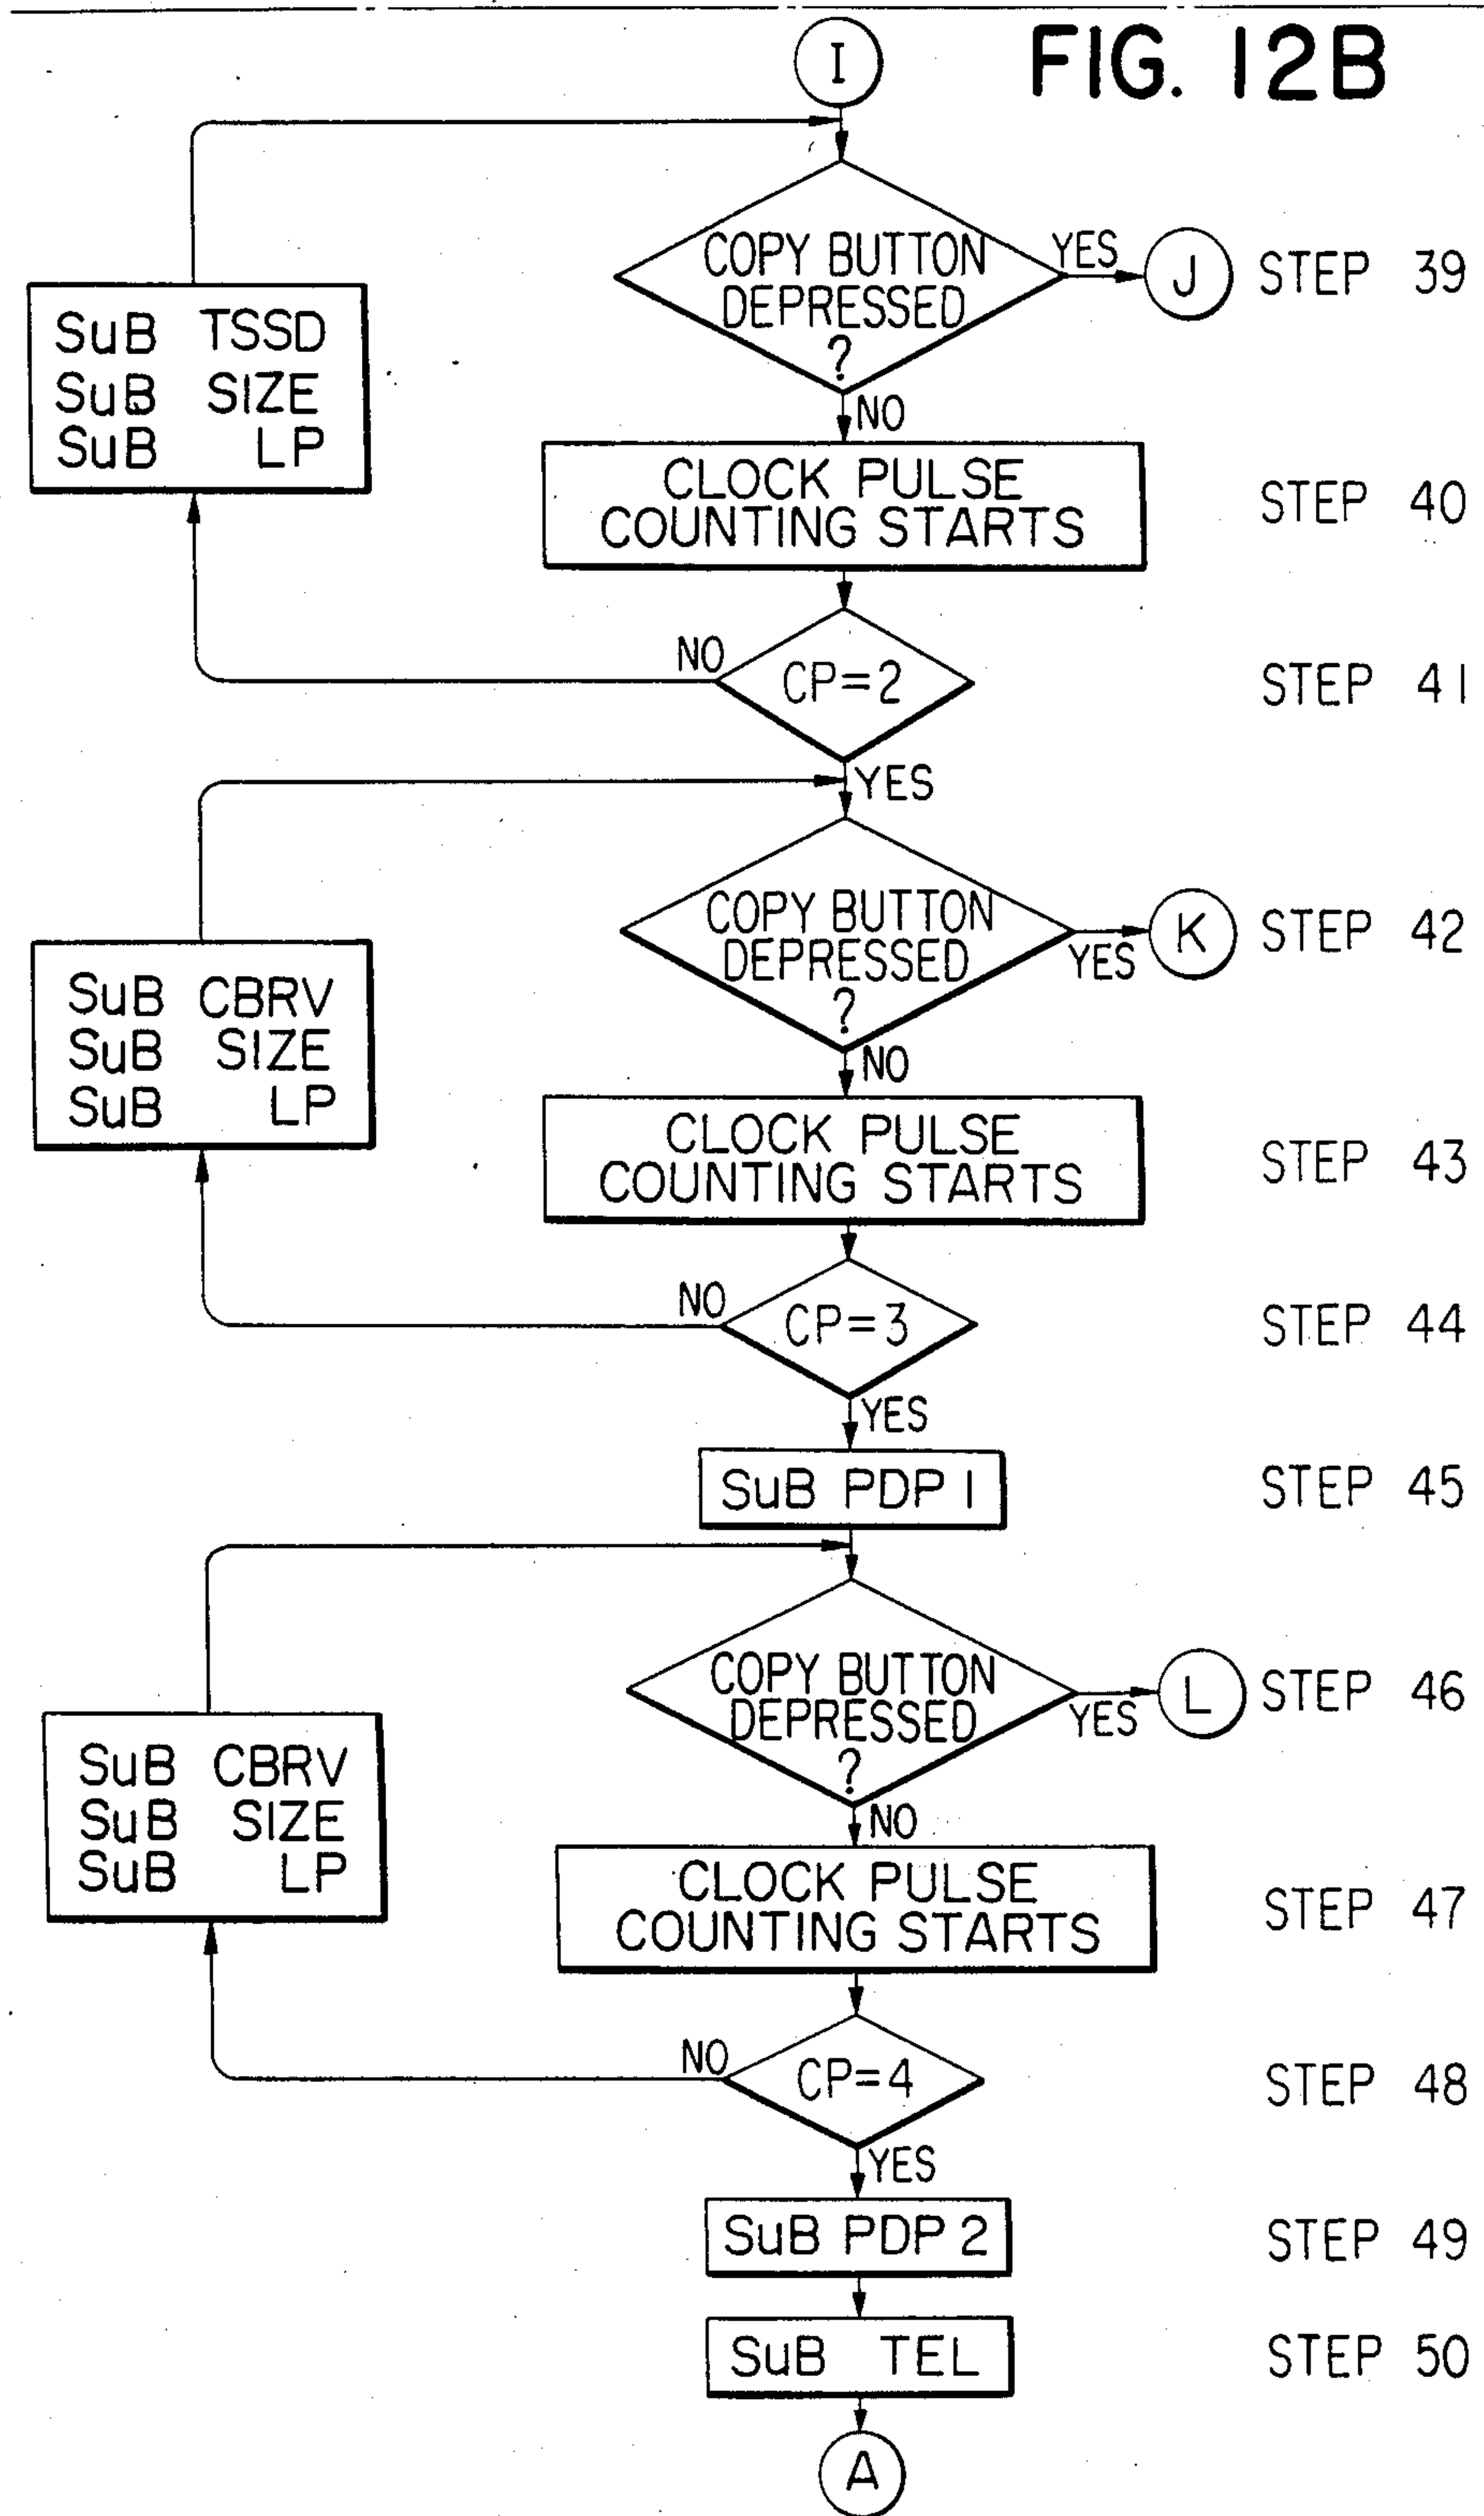 I
FIG. 12B
COPY BUTTON
DEPRESSED
?
YES
J
STEP 39
SuB TSSD
SuB SIZE
SuB LP
NO
CLOCK PULSE
COUNTING STARTS
STEP 40
NO
CP=2
STEP 41
YES
COPY BUTTON
DEPRESSED
?
YES
K
STEP 42
SuB CBRV
SuB SIZE
SuB LP
NO
CLOCK PULSE
COUNTING STARTS
STEP 43
NO
CP=3
STEP 44
YES
SuB PDP 1
STEP 45
COPY BUTTON
DEPRESSED
?
YES
L
STEP 46
SuB CBRV
SuB SIZE
SuB LP
NO
CLOCK PULSE
COUNTING STARTS
STEP 47
NO
CP=4
STEP 48
YES
SuB PDP 2
STEP 49
SuB TEL
STEP 50
A